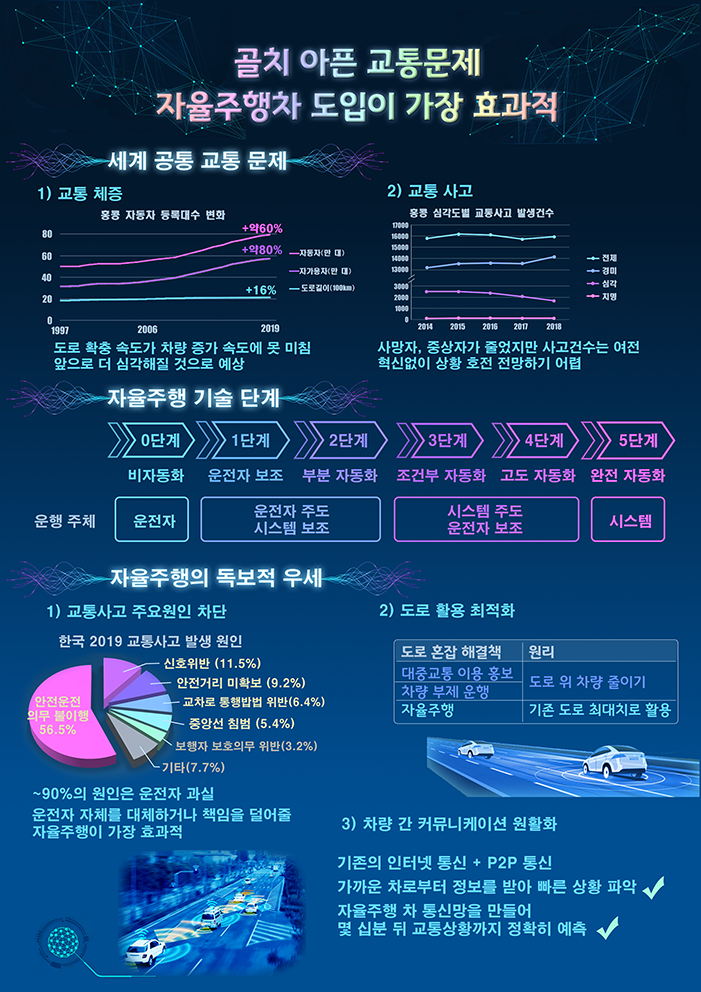 골치 아픈 교통문제
자율주행차 도입이 가장 효과적
세계 공통 교통 문제
1) 교통 체증
홍콩 자동차 등록대수 변화
80
60
40
20
0
1997
2006
2019
+약60%
+약80%
+16%
자동차(만 대)
자가용차(만 대)
도로길이(100km)
도로 확충 속도가 차량 증가 속도에 못 미침
앞으로 더 심각해질 것으로 예상
2) 교통 사고
홍콩 심각도별 교통사고 발생건수
17000
16000
15000
14000
13000
3000
2000
1000
0
2014
2015
2016
2017
2018
전체
경미
심각
치명
사망자, 중상자가 줄었지만 사고건수는 여전
혁신없이 상황 호전 전망하기 어렵
자율주행 기술 단계
0단계
1단계
2단계
3단계
4단계
5단계
비자동화
운전자 보조
부분 자동화
조건부 자동화
고도 자동화
완전 자동화
운행 주체
운전자
운전자 주도
시스템 보조
시스템 주도
운전자 보조
시스템
자율주행의 독보적 우세
1) 교통사고 주요원인 차단
한국 2019 교통사고 발생 원인
신호위반 (11.5%)
안전거리 미확보 (9.2%)
교차로 통행밥법 위반(6.4%)
중앙선 침범 (5.4%)
보행자 보호의무 위반(3.2%)
기타(7.7%)
안전운전
의무 불이행
56.5%
~90%의 원인은 운전자 과실
운전자 자체를 대체하거나 책임을 덜어줄
자율주행이 가장 효과적
2) 도로 활용 최적화
도로 혼잡 해결책
원리
대중교통 이용 홍보
차량 부제 운행
도로 위 차량 줄이기
자율주행
기존 도로 최대치로 활용
3) 차량 간 커뮤니케이션 원활화
기존의 인터넷 통신 + P2P 통신
가까운 차로부터 정보를 받아 빠른 상황 파악
자율주행 차 통신망을 만들어
몇 십분 뒤 교통상황까지 정확히 예측